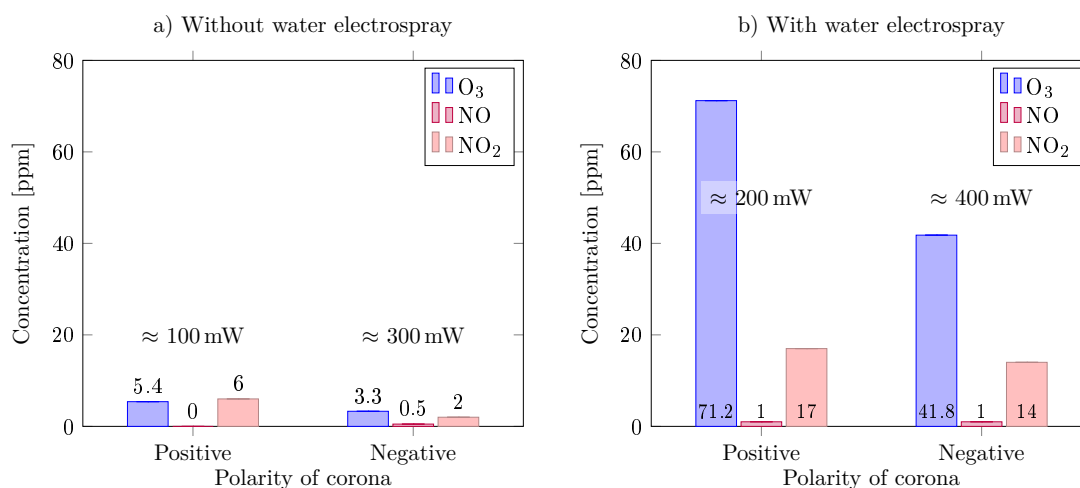 a) Without water electrospray
80
60
40
20
0
Concentration [ppm]
O₃
NO
NO₂
≈ 100 mW
≈ 300 mW
5.4
0
6
3.3
0.5
2
Positive
Negative
Polarity of corona
b) With water electrospray
80
60
40
20
0
Concentration [ppm]
O₃
NO
NO₂
≈ 200 mW
≈ 400 mW
71.2
1
17
41.8
1
14
Positive
Negative
Polarity of corona